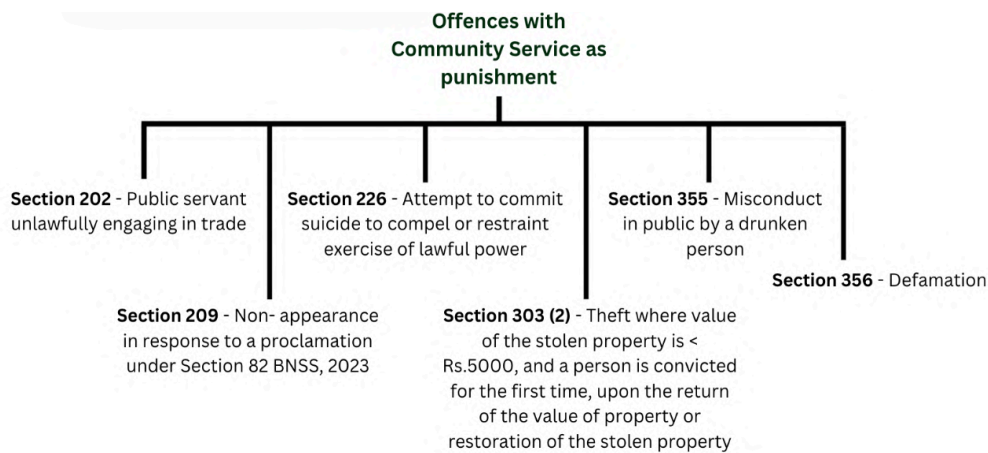 Offences with
Community Service as
punishment
Section 202 - Public servant
unlawfully engaging in trade
Section 226 - Attempt to commit
suicide to compel or restraint
exercise of lawful power
Section 355 - Misconduct
in public by a drunken
person
Section 356 - Defamation
Section 209 - Non- appearance
in response to a proclamation
under Section 82 BNSS, 2023
Section 303 (2) - Theft where value
of the stolen property is <
Rs.5000, and a person is convicted
for the first time, upon the return
of the value of property or
restoration of the stolen property